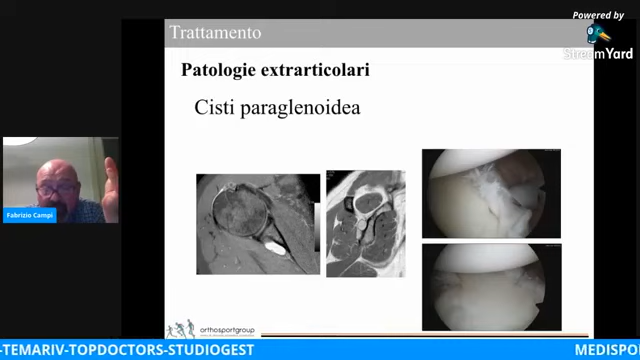 Powered by
StreamYard
Trattamento
Patologie extrarticolari
Cisti paraglenoidea
Fabrizio Campi
orthosportgroup
-TEMARIV-TOPDOCTORS-STUDIOGEST
MEDISPO